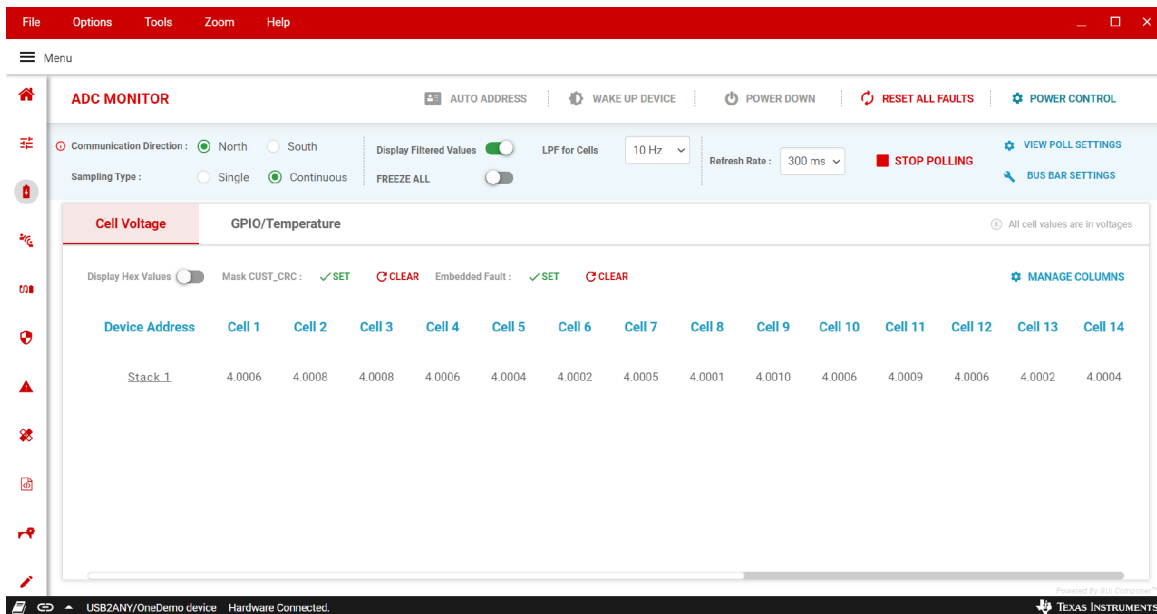 File Options Tools Zoom Help
Menu
ADC MONITOR AUTO ADDRESS WAKE UP DEVICE POWER DOWN RESET ALL FAULTS POWER CONTROL
Communication Direction : North South Display Filtered Values LPF for Cells 10 Hz Refresh Rate : 300 ms STOP POLLING VIEW POLL SETTINGS
Sampling Type : Single Continuous FREEZE ALL BUS BAR SETTINGS
Cell Voltage GPIO/Temperature All cell values are in voltages
Display Hex Values Mask CUST_CRC : SET CLEAR Embedded Fault : SET CLEAR MANAGE COLUMNS
Device Address Cell 1 Cell 2 Cell 3 Cell 4 Cell 5 Cell 6 Cell 7 Cell 8 Cell 9 Cell 10 Cell 11 Cell 12 Cell 13 Cell 14
Stack 1 4.0006 4.0008 4.0008 4.0006 4.0004 4.0002 4.0005 4.0001 4.0010 4.0006 4.0009 4.0006 4.0002 4.0004
Powered By GUI Composer™
USB2ANY/OneDemo device Hardware Connected. TEXAS INSTRUMENTS